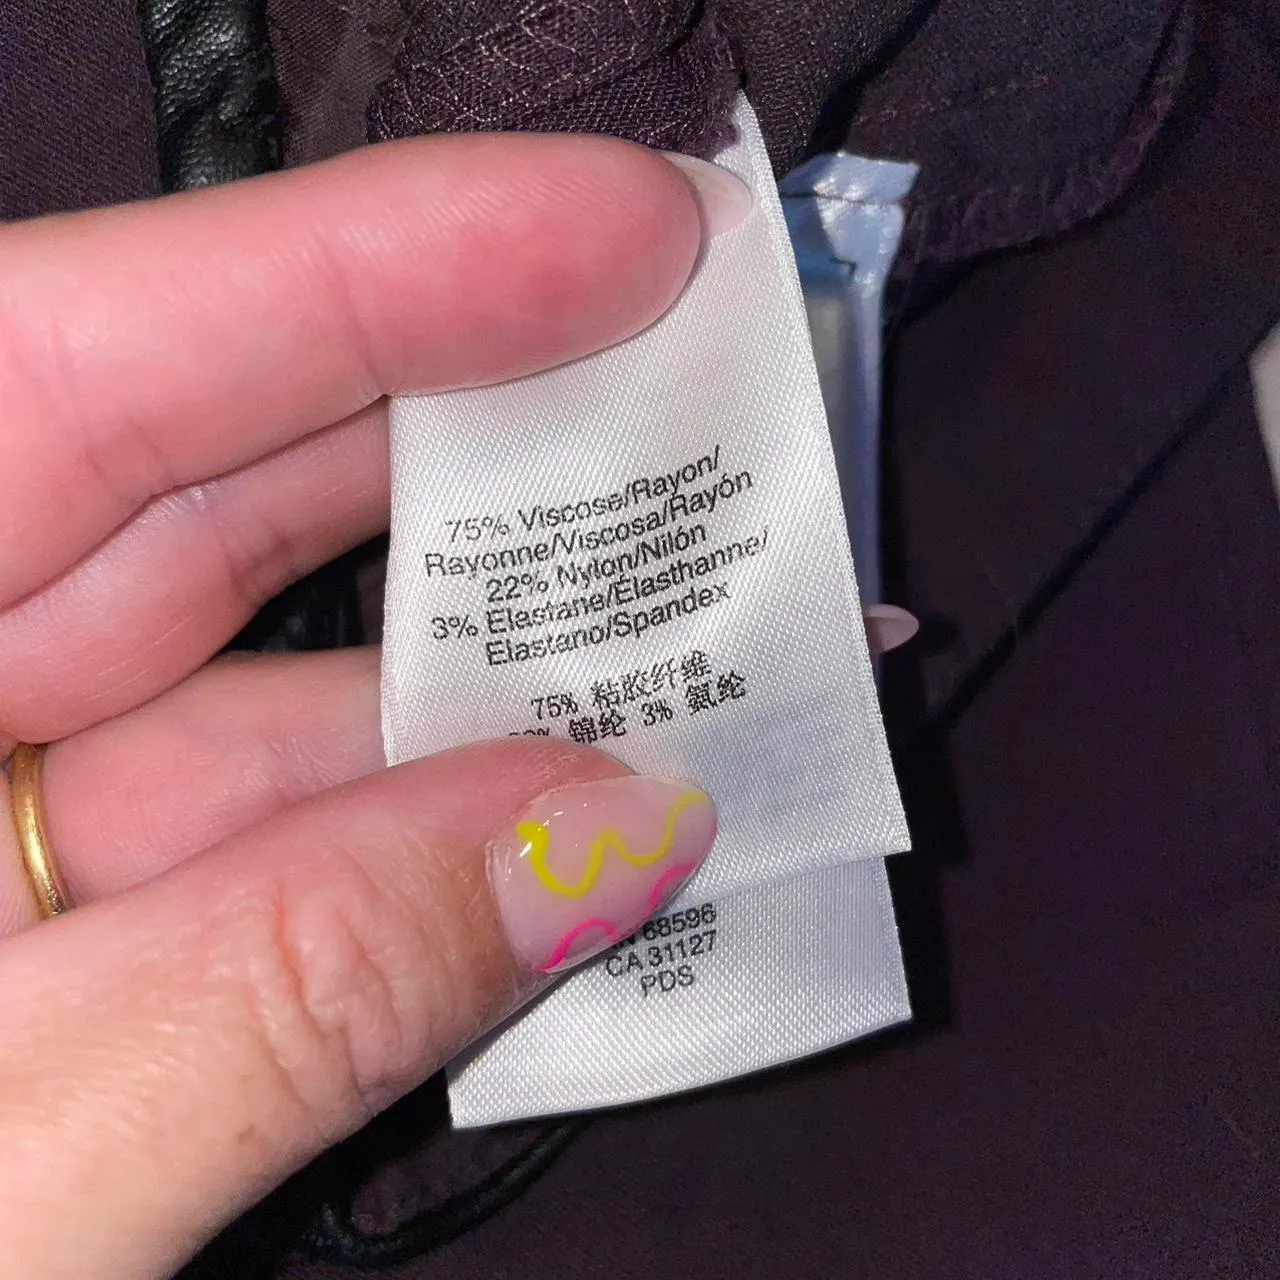 75% Viscose/Rayon/
Rayonne/Viscosa/Rayón
22% Nylon/Nilón
3% Elastane/Élasthanne/
Elastano/Spandex
75% 粘胶纤维
锦纶 3% 氨纶
68596
CA 31127
PDS